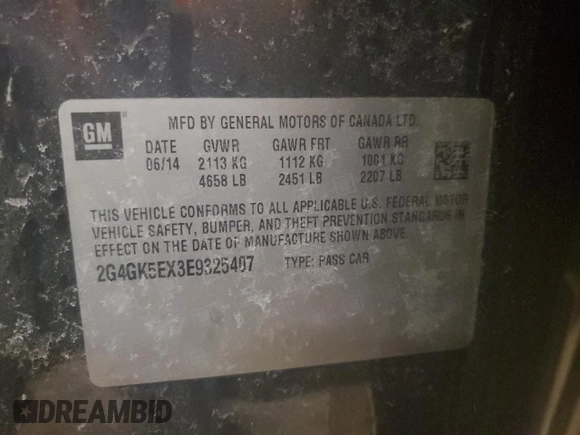 GM
MFD BY GENERAL MOTORS OF CANADA LTD.
DATE GVWR GAWR FRT GAWR RR
06/14 2113 KG 1112 KG 1001 KG
4658 LB 2451 LB 2207 LB
THIS VEHICLE CONFORMS TO ALL APPLICABLE U.S. FEDERAL MOTOR
VEHICLE SAFETY, BUMPER, AND THEFT PREVENTION STANDARDS IN
EFFECT ON THE DATE OF MANUFACTURE SHOWN ABOVE.
2G4GK5EX3E9325407 TYPE: PASS CAR
DREAMBID